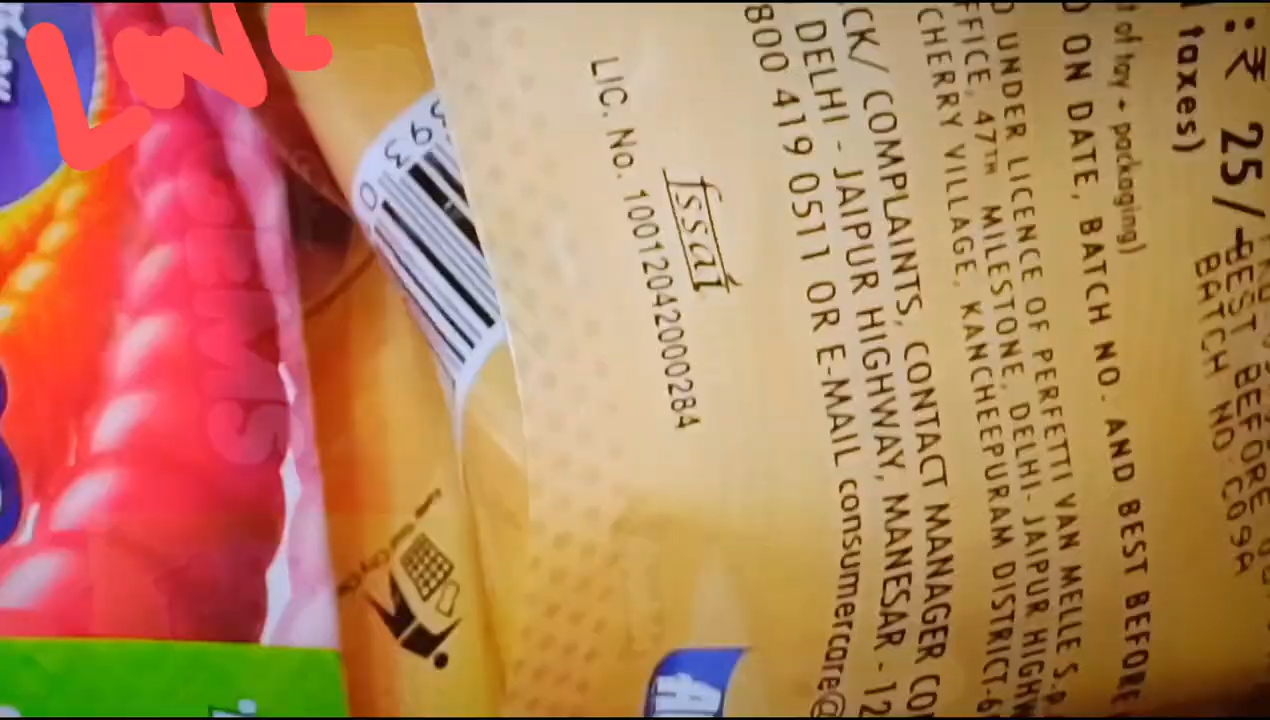 LNL
: ₹ 25/-
taxes)
BEST BEFORE
BATCH NO: C09A
t of toy + packaging)
D ON DATE, BATCH NO. AND BEST BEFORE
D UNDER LICENCE OF PERFETTI VAN MELLE S.P
FFICE, 47TH MILESTONE, DELHI- JAIPUR HIGHW
CHERRY VILLAGE, KANCHEEPURAM DISTRICT-6
CK/ COMPLAINTS, CONTACT MANAGER CO
DELHI - JAIPUR HIGHWAY, MANESAR - 12
800 419 0511 OR E-MAIL consumercare@
fssai
LIC. No. 10012042000284